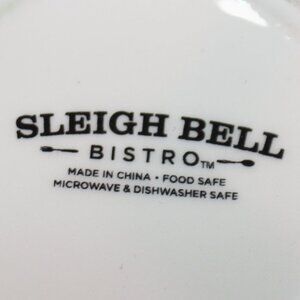 SLEIGH BELL
BISTRO™
MADE IN CHINA • FOOD SAFE
MICROWAVE & DISHWASHER SAFE